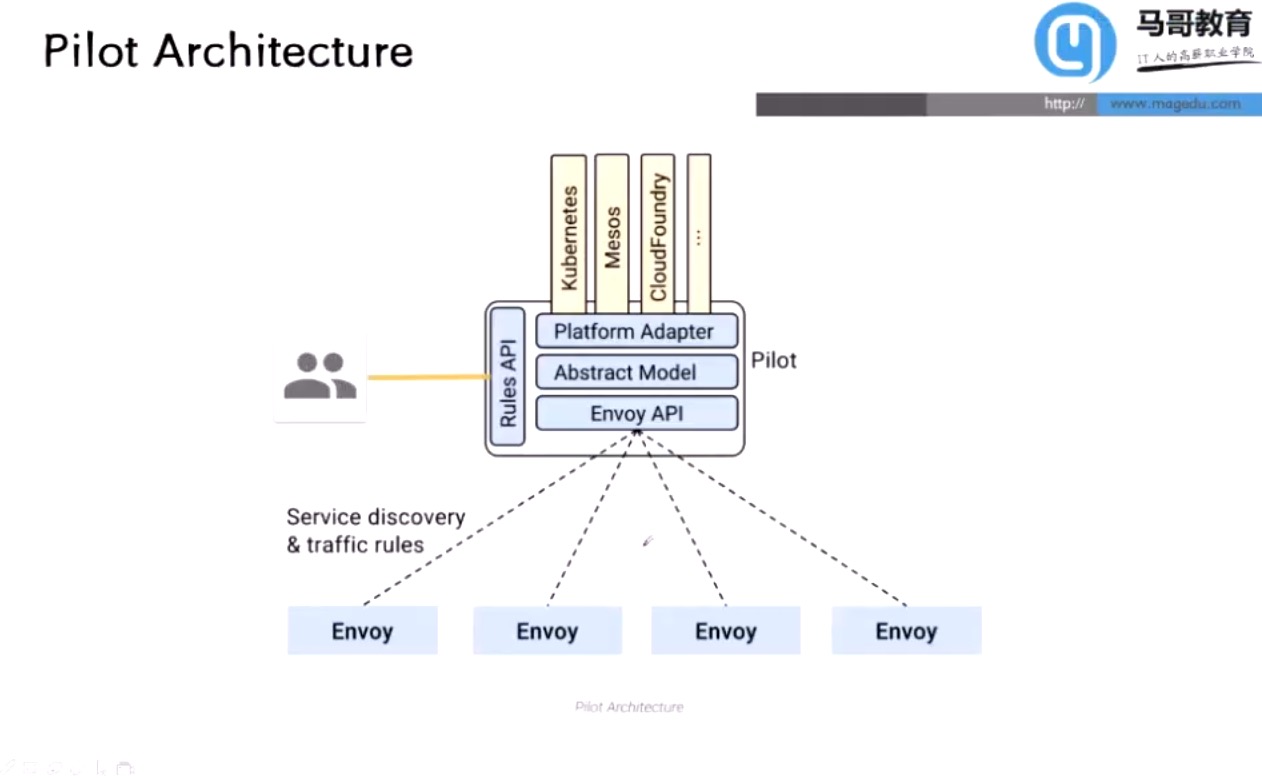 Pilot Architecture
马哥教育
IT人的高薪职业学院
http://
www.magedu.com
Kubernetes
Mesos
CloudFoundry
...
Rules API
Platform Adapter
Abstract Model
Envoy API
Pilot
Service discovery
& traffic rules
Envoy
Envoy
Envoy
Envoy
Pilot Architecture